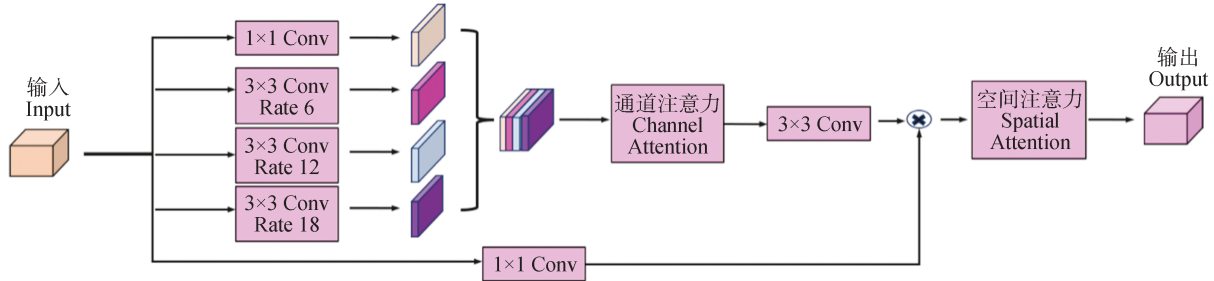 输入
Input
1×1 Conv
3×3 Conv
Rate 6
3×3 Conv
Rate 12
3×3 Conv
Rate 18
通道注意力
Channel
Attention
3×3 Conv
1×1 Conv
空间注意力
Spatial
Attention
输出
Output